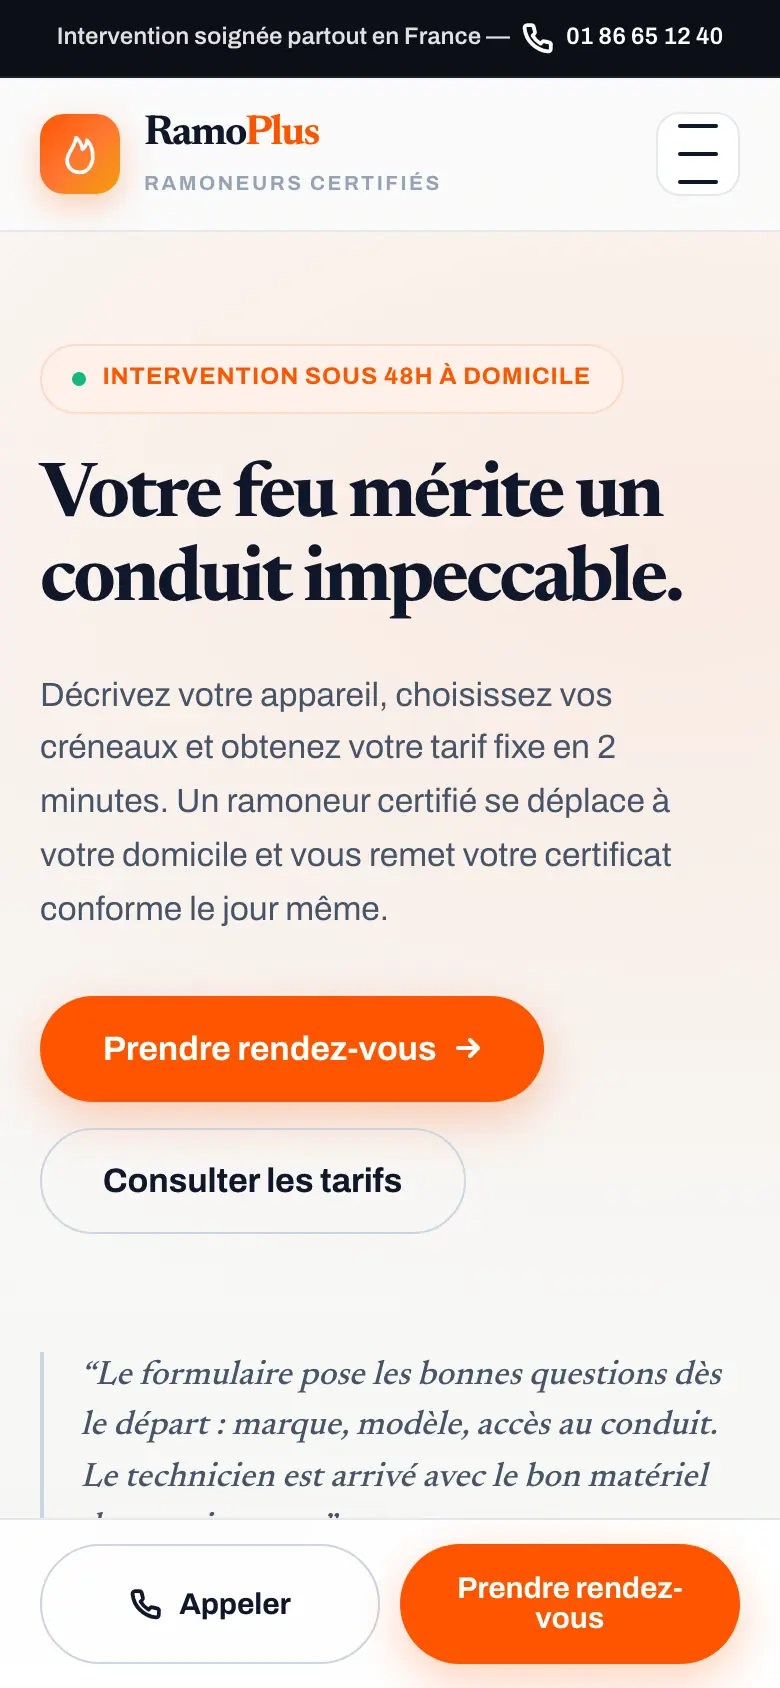 Intervention soignée partout en France — 01 86 65 12 40
RamoPlus
RAMONEURS CERTIFIÉS
INTERVENTION SOUS 48H À DOMICILE
Votre feu mérite un
conduit impeccable.
Décrivez votre appareil, choisissez vos
créneaux et obtenez votre tarif fixe en 2
minutes. Un ramoneur certifié se déplace à
votre domicile et vous remet votre certificat
conforme le jour même.
Prendre rendez-vous →
Consulter les tarifs
“Le formulaire pose les bonnes questions dès
le départ : marque, modèle, accès au conduit.
Le technicien est arrivé avec le bon matériel
Appeler
Prendre rendez-
vous